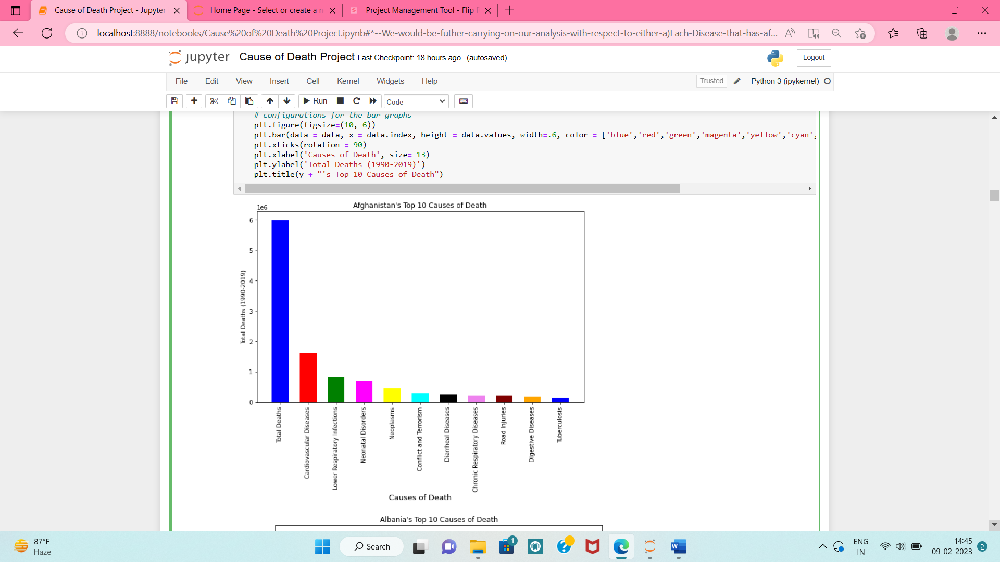 Cause of Death Project - Jupyter
Home Page - Select or create a n
Project Management Tool - Flip F
localhost:8888/notebooks/Cause%20of%20Death%20Project.ipynb#*--We-would-be-futher-carrying-on-our-analysis-with-respect-to-either-a)Each-Disease-that-has-af...
jupyter Cause of Death Project Last Checkpoint: 18 hours ago (autosaved)
Logout
File Edit View Insert Cell Kernel Widgets Help
Trusted Python 3 (ipykernel)
Run Code
# configurations for the bar graphs
plt.figure(figsize=(10, 6))
plt.bar(data = data, x = data.index, height = data.values, width=.6, color = ['blue','red','green','magenta','yellow','cyan',
plt.xticks(rotation = 90)
plt.xlabel('Causes of Death', size= 13)
plt.ylabel('Total Deaths (1990-2019)')
plt.title(y + "'s Top 10 Causes of Death")
Afghanistan's Top 10 Causes of Death
1e6
6
5
4
3
2
1
0
Total Deaths (1990-2019)
Total Deaths
Cardiovascular Diseases
Lower Respiratory Infections
Neonatal Disorders
Neoplasms
Conflict and Terrorism
Diarrheal Diseases
Chronic Respiratory Diseases
Road Injuries
Digestive Diseases
Tuberculosis
Causes of Death
Albania's Top 10 Causes of Death
87°F
Haze
Search
1
ENG
IN
14:45
09-02-2023
2